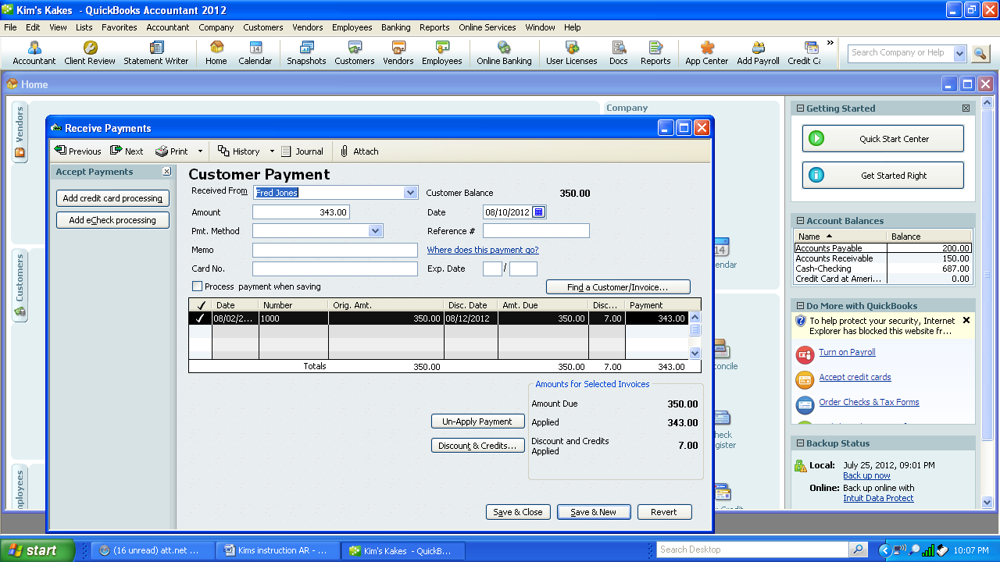 Kim's Kakes - QuickBooks Accountant 2012
File Edit View Lists Favorites Accountant Company Customers Vendors Employees Banking Reports Online Services Window Help
Accountant Client Review Statement Writer Home Calendar Snapshots Customers Vendors Employees Online Banking User Licenses Docs Reports App Center Add Payroll Credit Ca
Search Company or Help
Home
Vendors
Customers
mployees
Company
Receive Payments
Previous Next Print History Journal Attach
Accept Payments
Add credit card processing
Add eCheck processing
Customer Payment
Received From Fred Jones Customer Balance 350.00
Amount 343.00 Date 08/10/2012
Pmt. Method Reference #
Memo Where does this payment go?
Card No. Exp. Date /
Process payment when saving
Find a Customer/Invoice...
Date Number Orig. Amt. Disc. Date Amt. Due Disc... Payment
08/02/2... 1000 350.00 08/12/2012 350.00 7.00 343.00
Totals 350.00 350.00 7.00 343.00
Amounts for Selected Invoices
Amount Due 350.00
Un-Apply Payment
Applied 343.00
Discount & Credits...
Discount and Credits Applied 7.00
Save & Close Save & New Revert
14
endar
oncile
heck
egister
r Credit
Getting Started
Quick Start Center
Get Started Right
Account Balances
Name Balance
Accounts Payable 200.00
Accounts Receivable 150.00
Cash-Checking 687.00
Credit Card at Ameri... 0.00
Do More with QuickBooks
To help protect your security, Internet
Explorer has blocked this website fr...
Turn on Payroll
Accept credit cards
Order Checks & Tax Forms
Backup Status
Local: July 25, 2012, 09:01 PM
Back up now
Online: Back up online with
Intuit Data Protect
start (16 unread) att.net ... Kims instruction AR - ... Kim's Kakes - QuickB... Search Desktop 10:07 PM